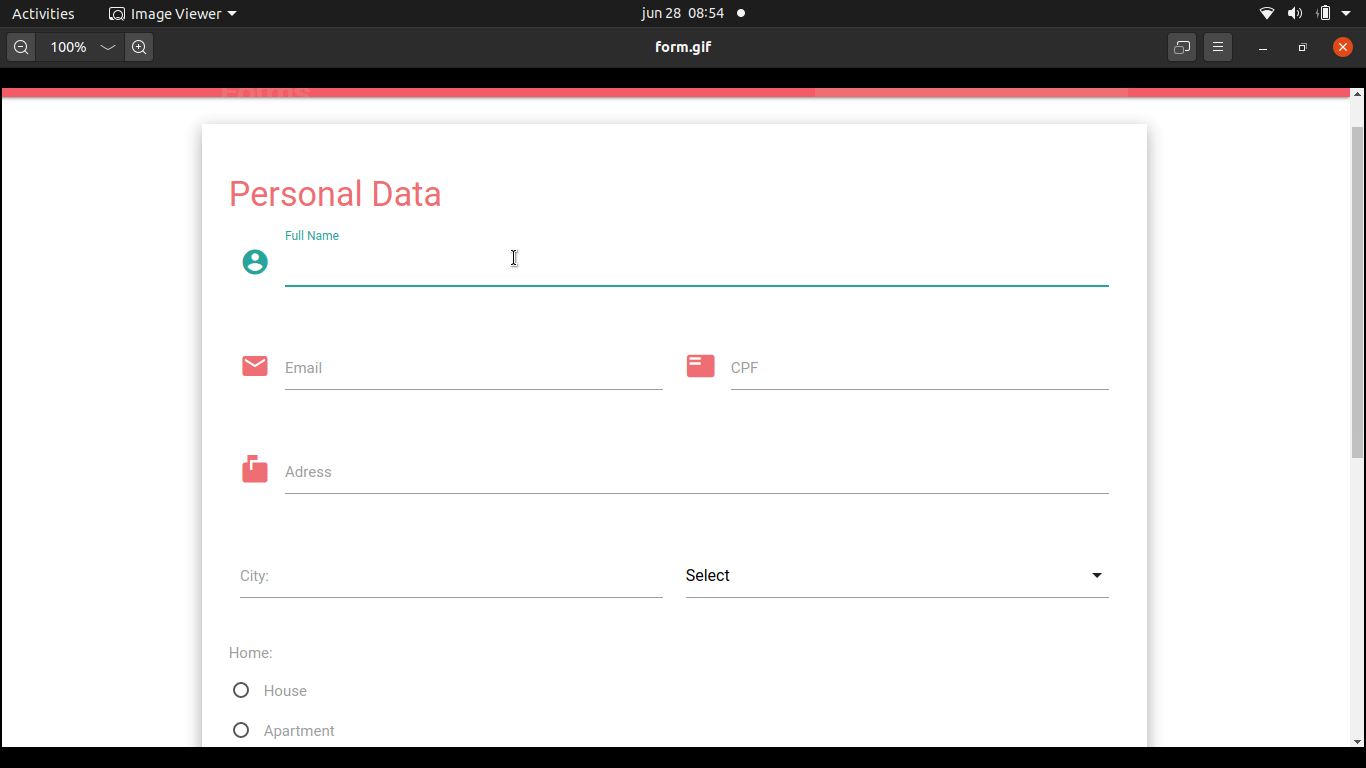 Activities Image Viewer jun 28 08:54
100% form.gif
Forms
Personal Data
Full Name
Email CPF
Adress
City: Select
Home:
House
Apartment